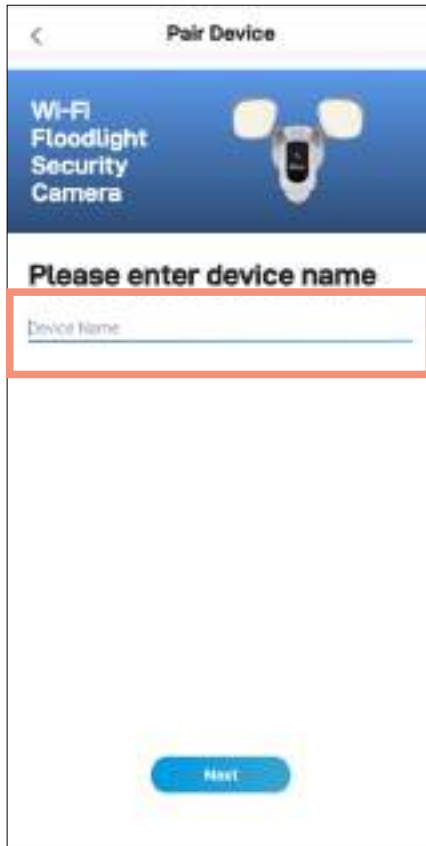 Pair Device
Wi-Fi
Floodlight
Security
Camera
Please enter device name
Device Name
Next